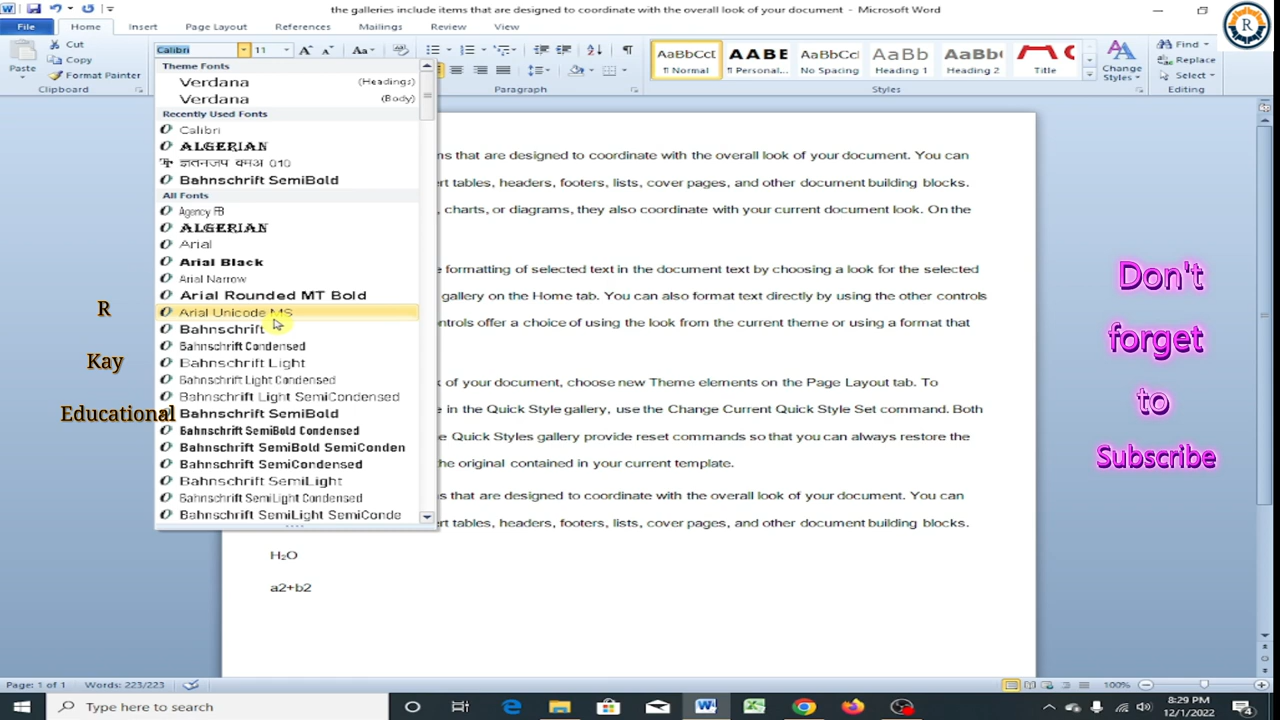 the galleries include items that are designed to coordinate with the overall look of your document - Microsoft Word
File Home Insert Page Layout References Mailings Review View
Paste
Cut
Copy
Format Painter
Clipboard
Calibri 11
Theme Fonts
Verdana (Headings)
Verdana (Body)
Recently Used Fonts
Calibri
ALGERIAN
Bahnschrift SemiBold
All Fonts
Agency FB
ALGERIAN
Arial
Arial Black
Arial Narrow
Arial Rounded MT Bold
Arial Unicode MS
Bahnschrift
Bahnschrift Condensed
Bahnschrift Light
Bahnschrift Light Condensed
Bahnschrift Light SemiCondensed
Bahnschrift SemiBold
Bahnschrift SemiBold Condensed
Bahnschrift SemiBold SemiConden
Bahnschrift SemiCondensed
Bahnschrift SemiLight
Bahnschrift SemiLight Condensed
Bahnschrift SemiLight SemiConde
Paragraph
AaBbCcI AABE AaBbCc AaBb AaBbC
¶ Normal ¶ Personal... No Spacing Heading 1 Heading 2 Title
Styles
Change
Styles
Find
Replace
Select
Editing
R
ms that are designed to coordinate with the overall look of your document. You can
ert tables, headers, footers, lists, cover pages, and other document building blocks.
, charts, or diagrams, they also coordinate with your current document look. On the
e formatting of selected text in the document text by choosing a look for the selected
gallery on the Home tab. You can also format text directly by using the other controls
ntrols offer a choice of using the look from the current theme or using a format that
k of your document, choose new Theme elements on the Page Layout tab. To
e in the Quick Style gallery, use the Change Current Quick Style Set command. Both
e Quick Styles gallery provide reset commands so that you can always restore the
he original contained in your current template.
ms that are designed to coordinate with the overall look of your document. You can
ert tables, headers, footers, lists, cover pages, and other document building blocks.
H₂O
a2+b2
R
Kay
Educational
Don't
forget
to
Subscribe
Page: 1 of 1 Words: 223/223 100%
Type here to search
8:29 PM
12/1/2022
4